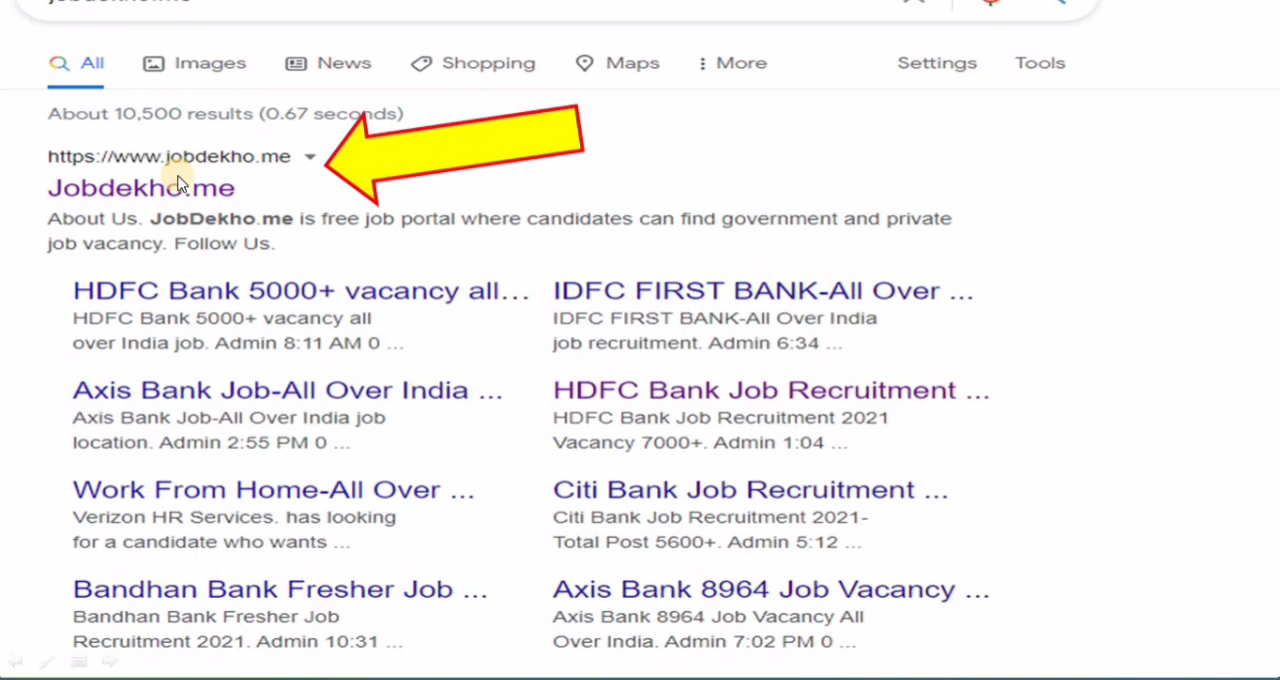 All Images News Shopping Maps More Settings Tools
About 10,500 results (0.67 seconds)
https://www.jobdekho.me
Jobdekho.me
About Us. JobDekho.me is free job portal where candidates can find government and private
job vacancy. Follow Us.
HDFC Bank 5000+ vacancy all...
HDFC Bank 5000+ vacancy all
over India job. Admin 8:11 AM 0 ...
IDFC FIRST BANK-All Over ...
IDFC FIRST BANK-All Over India
job recruitment. Admin 6:34 ...
Axis Bank Job-All Over India ...
Axis Bank Job-All Over India job
location. Admin 2:55 PM 0 ...
HDFC Bank Job Recruitment ...
HDFC Bank Job Recruitment 2021
Vacancy 7000+. Admin 1:04 ...
Work From Home-All Over ...
Verizon HR Services. has looking
for a candidate who wants ...
Citi Bank Job Recruitment ...
Citi Bank Job Recruitment 2021-
Total Post 5600+. Admin 5:12 ...
Bandhan Bank Fresher Job ...
Bandhan Bank Fresher Job
Recruitment 2021. Admin 10:31 ...
Axis Bank 8964 Job Vacancy ...
Axis Bank 8964 Job Vacancy All
Over India. Admin 7:02 PM 0 ...